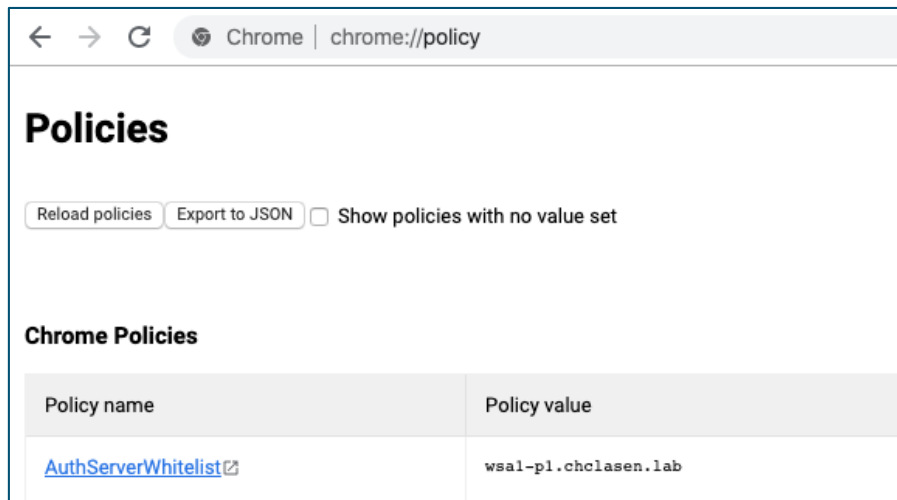 Chrome | chrome://policy
Policies
Reload policies Export to JSON Show policies with no value set
Chrome Policies
Policy name Policy value
AuthServerWhitelist wsa1-p1.chclasen.lab